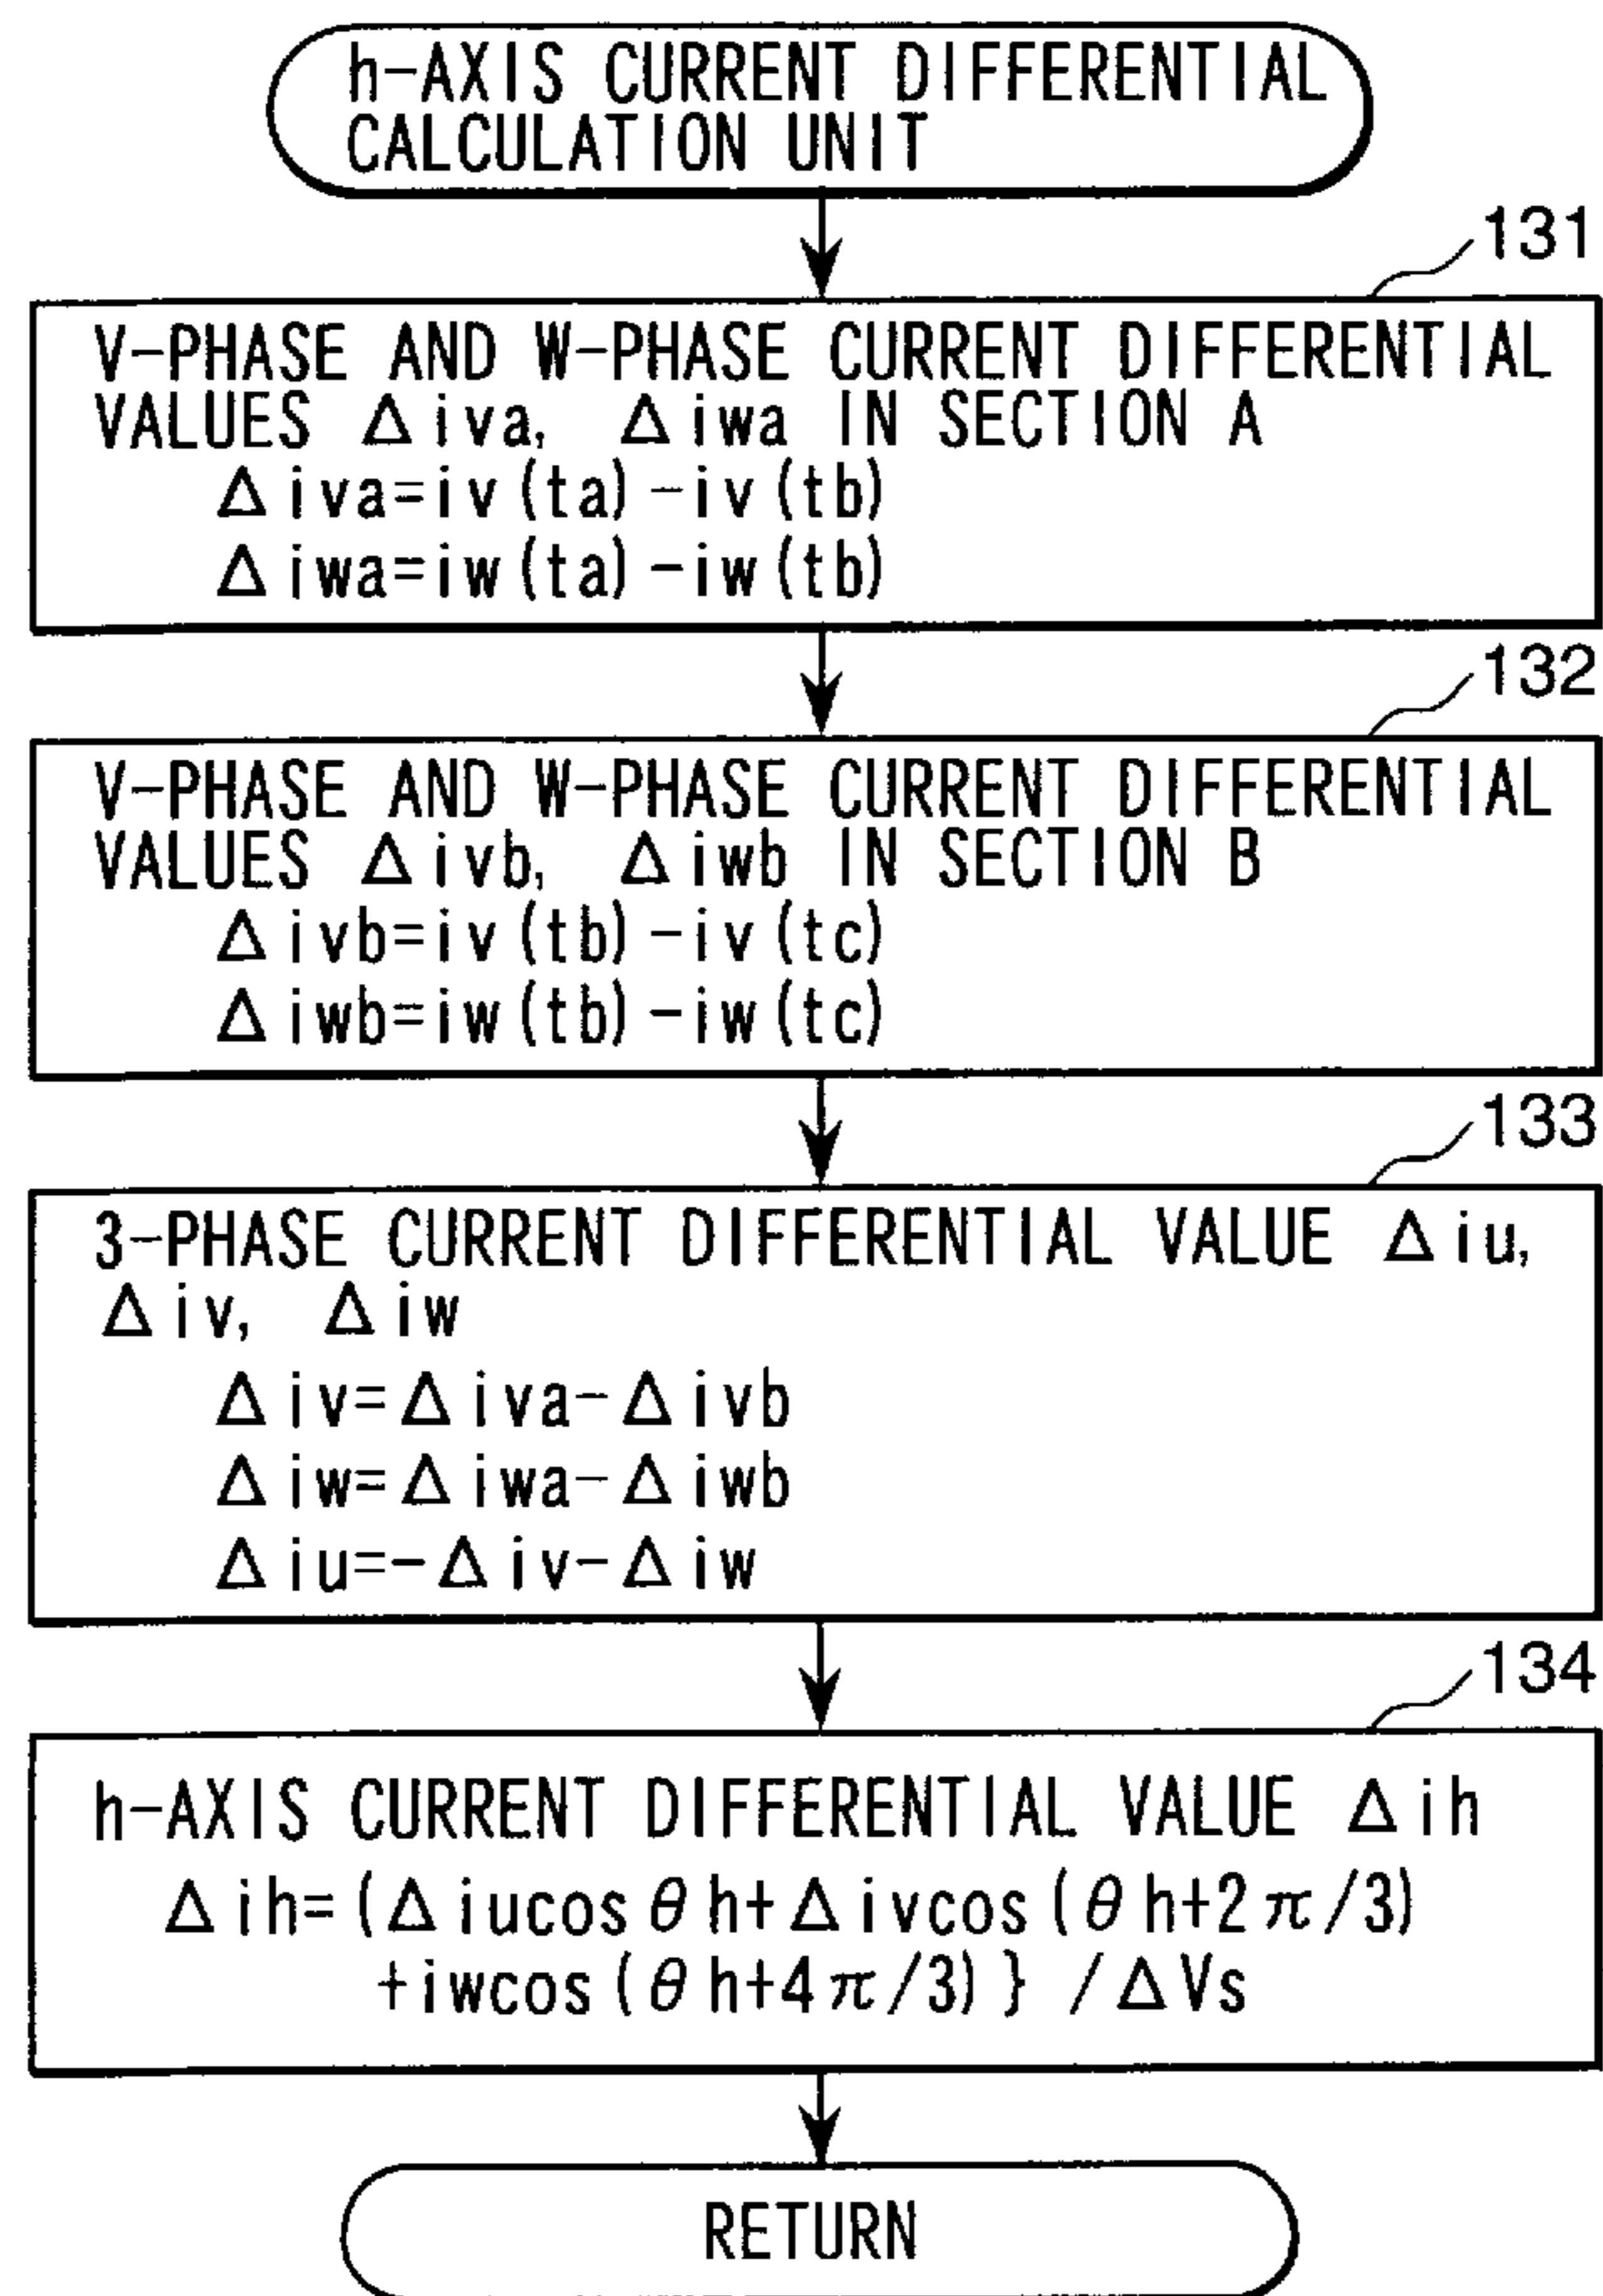 h-AXIS CURRENT DIFFERENTIAL
CALCULATION UNIT
131
V-PHASE AND W-PHASE CURRENT DIFFERENTIAL
VALUES Δiva, Δiwa IN SECTION A
Δiva=iv(ta)-iv(tb)
Δiwa=iw(ta)-iw(tb)
132
V-PHASE AND W-PHASE CURRENT DIFFERENTIAL
VALUES Δivb, Δiwb IN SECTION B
Δivb=iv(tb)-iv(tc)
Δiwb=iw(tb)-iw(tc)
133
3-PHASE CURRENT DIFFERENTIAL VALUE Δiu,
Δiv, Δiw
Δiv=Δiva-Δivb
Δiw=Δiwa-Δiwb
Δiu=-Δiv-Δiw
134
h-AXIS CURRENT DIFFERENTIAL VALUE Δih
Δih=(Δiucosθh+Δivcos(θh+2π/3)
+iwcos(θh+4π/3)}/ΔVs
RETURN